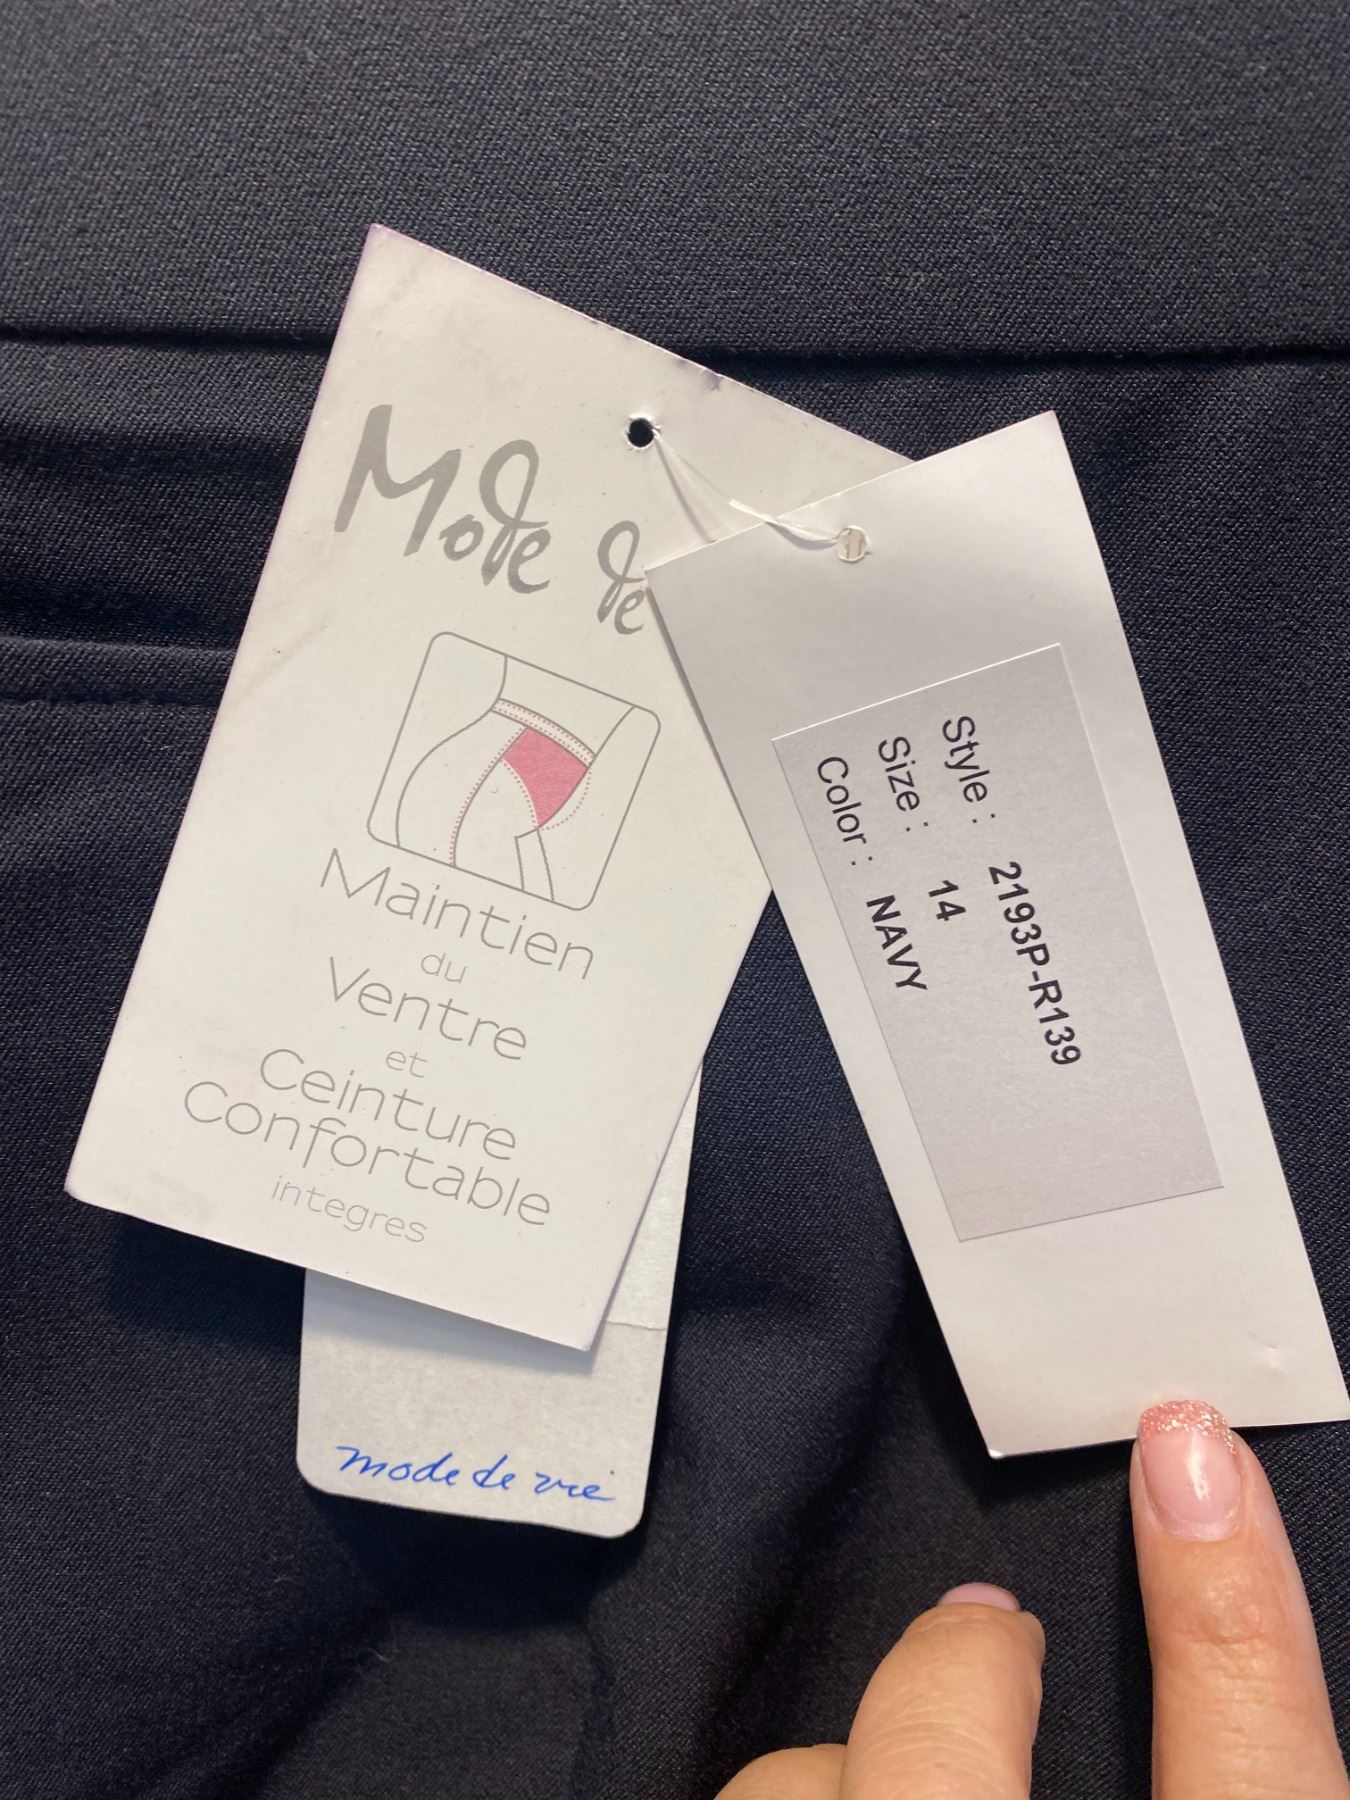 Mode de
Maintien
du
Ventre
et
Ceinture
Confortable
integres
mode de vie
Style : 2193P-R139
Size : 14
Color : NAVY